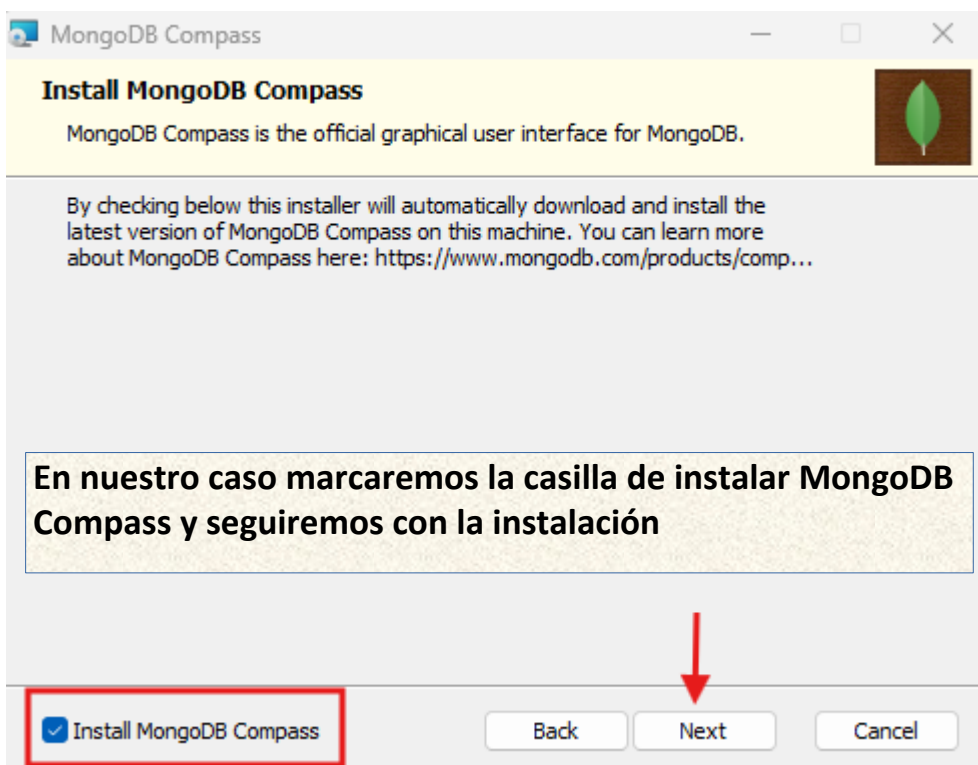 MongoDB Compass
Install MongoDB Compass
MongoDB Compass is the official graphical user interface for MongoDB.
By checking below this installer will automatically download and install the
latest version of MongoDB Compass on this machine. You can learn more
about MongoDB Compass here: https://www.mongodb.com/products/comp...
En nuestro caso marcaremos la casilla de instalar MongoDB
Compass y seguiremos con la instalación
Install MongoDB Compass Back Next Cancel